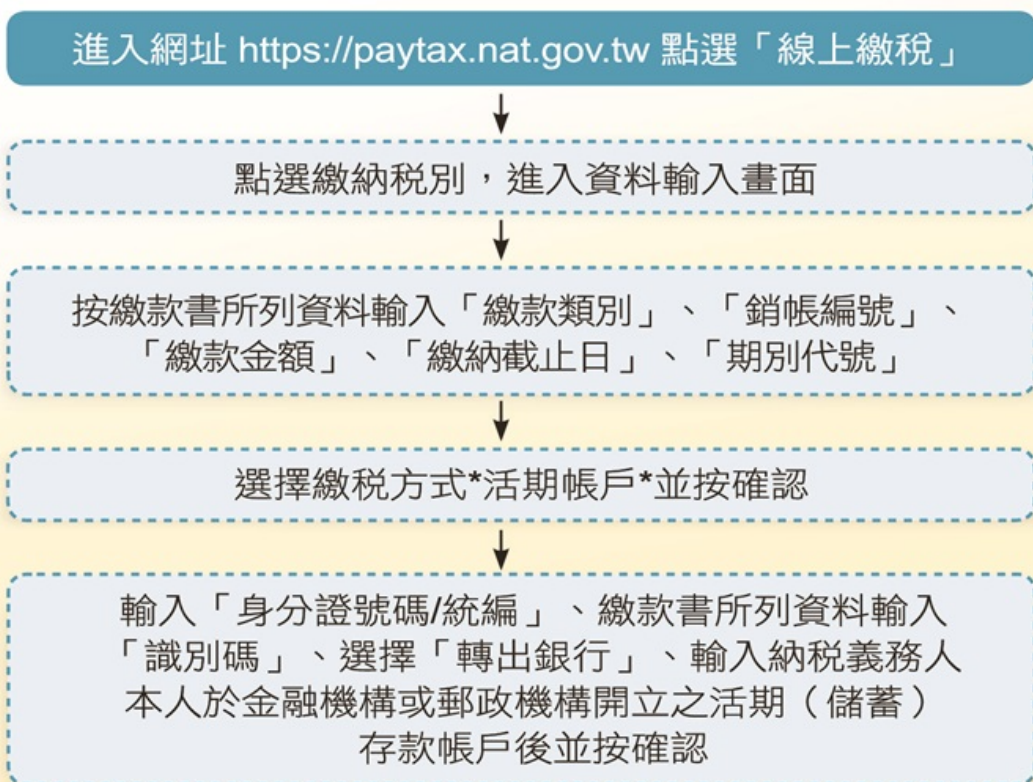 進入網址 https://paytax.nat.gov.tw 點選「線上繳稅」
點選繳納稅別，進入資料輸入畫面
按繳款書所列資料輸入「繳款類別」、「銷帳編號」、
「繳款金額」、「繳納截止日」、「期別代號」
選擇繳稅方式*活期帳戶*並按確認
輸入「身分證號碼/統編」、繳款書所列資料輸入
「識別碼」、選擇「轉出銀行」、輸入納稅義務人
本人於金融機構或郵政機構開立之活期（儲蓄）
存款帳戶後並按確認